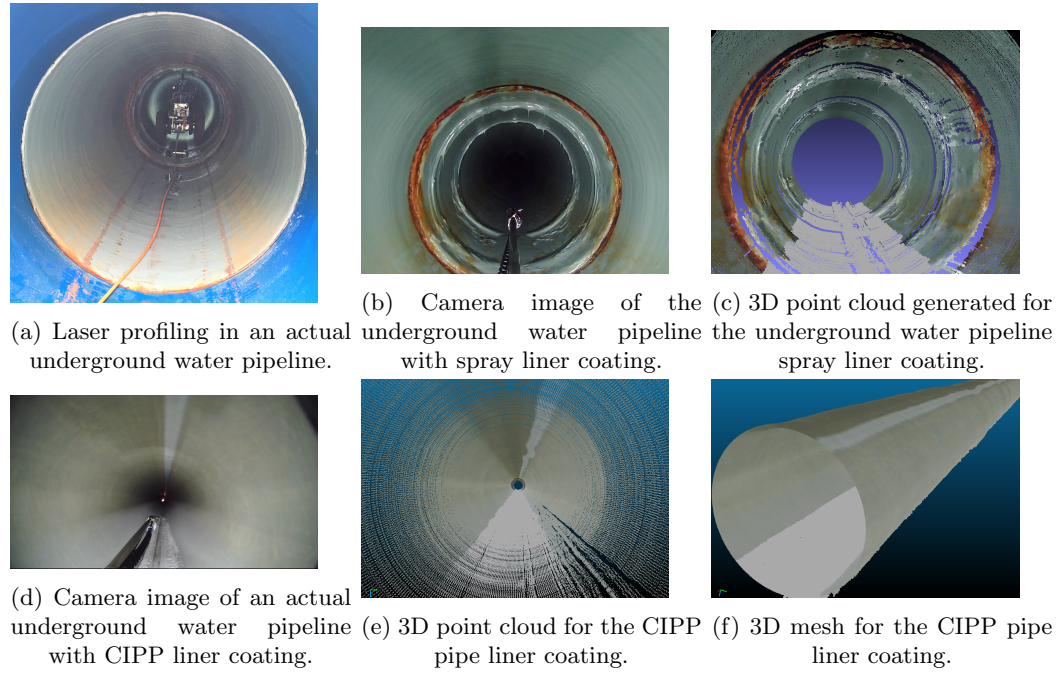 (a) Laser profiling in an actual
underground water pipeline.
(b) Camera image of the
underground water pipeline
with spray liner coating.
(c) 3D point cloud generated for
the underground water pipeline
spray liner coating.
(d) Camera image of an actual
underground water pipeline
with CIPP liner coating.
(e) 3D point cloud for the CIPP
pipe liner coating.
(f) 3D mesh for the CIPP pipe
liner coating.